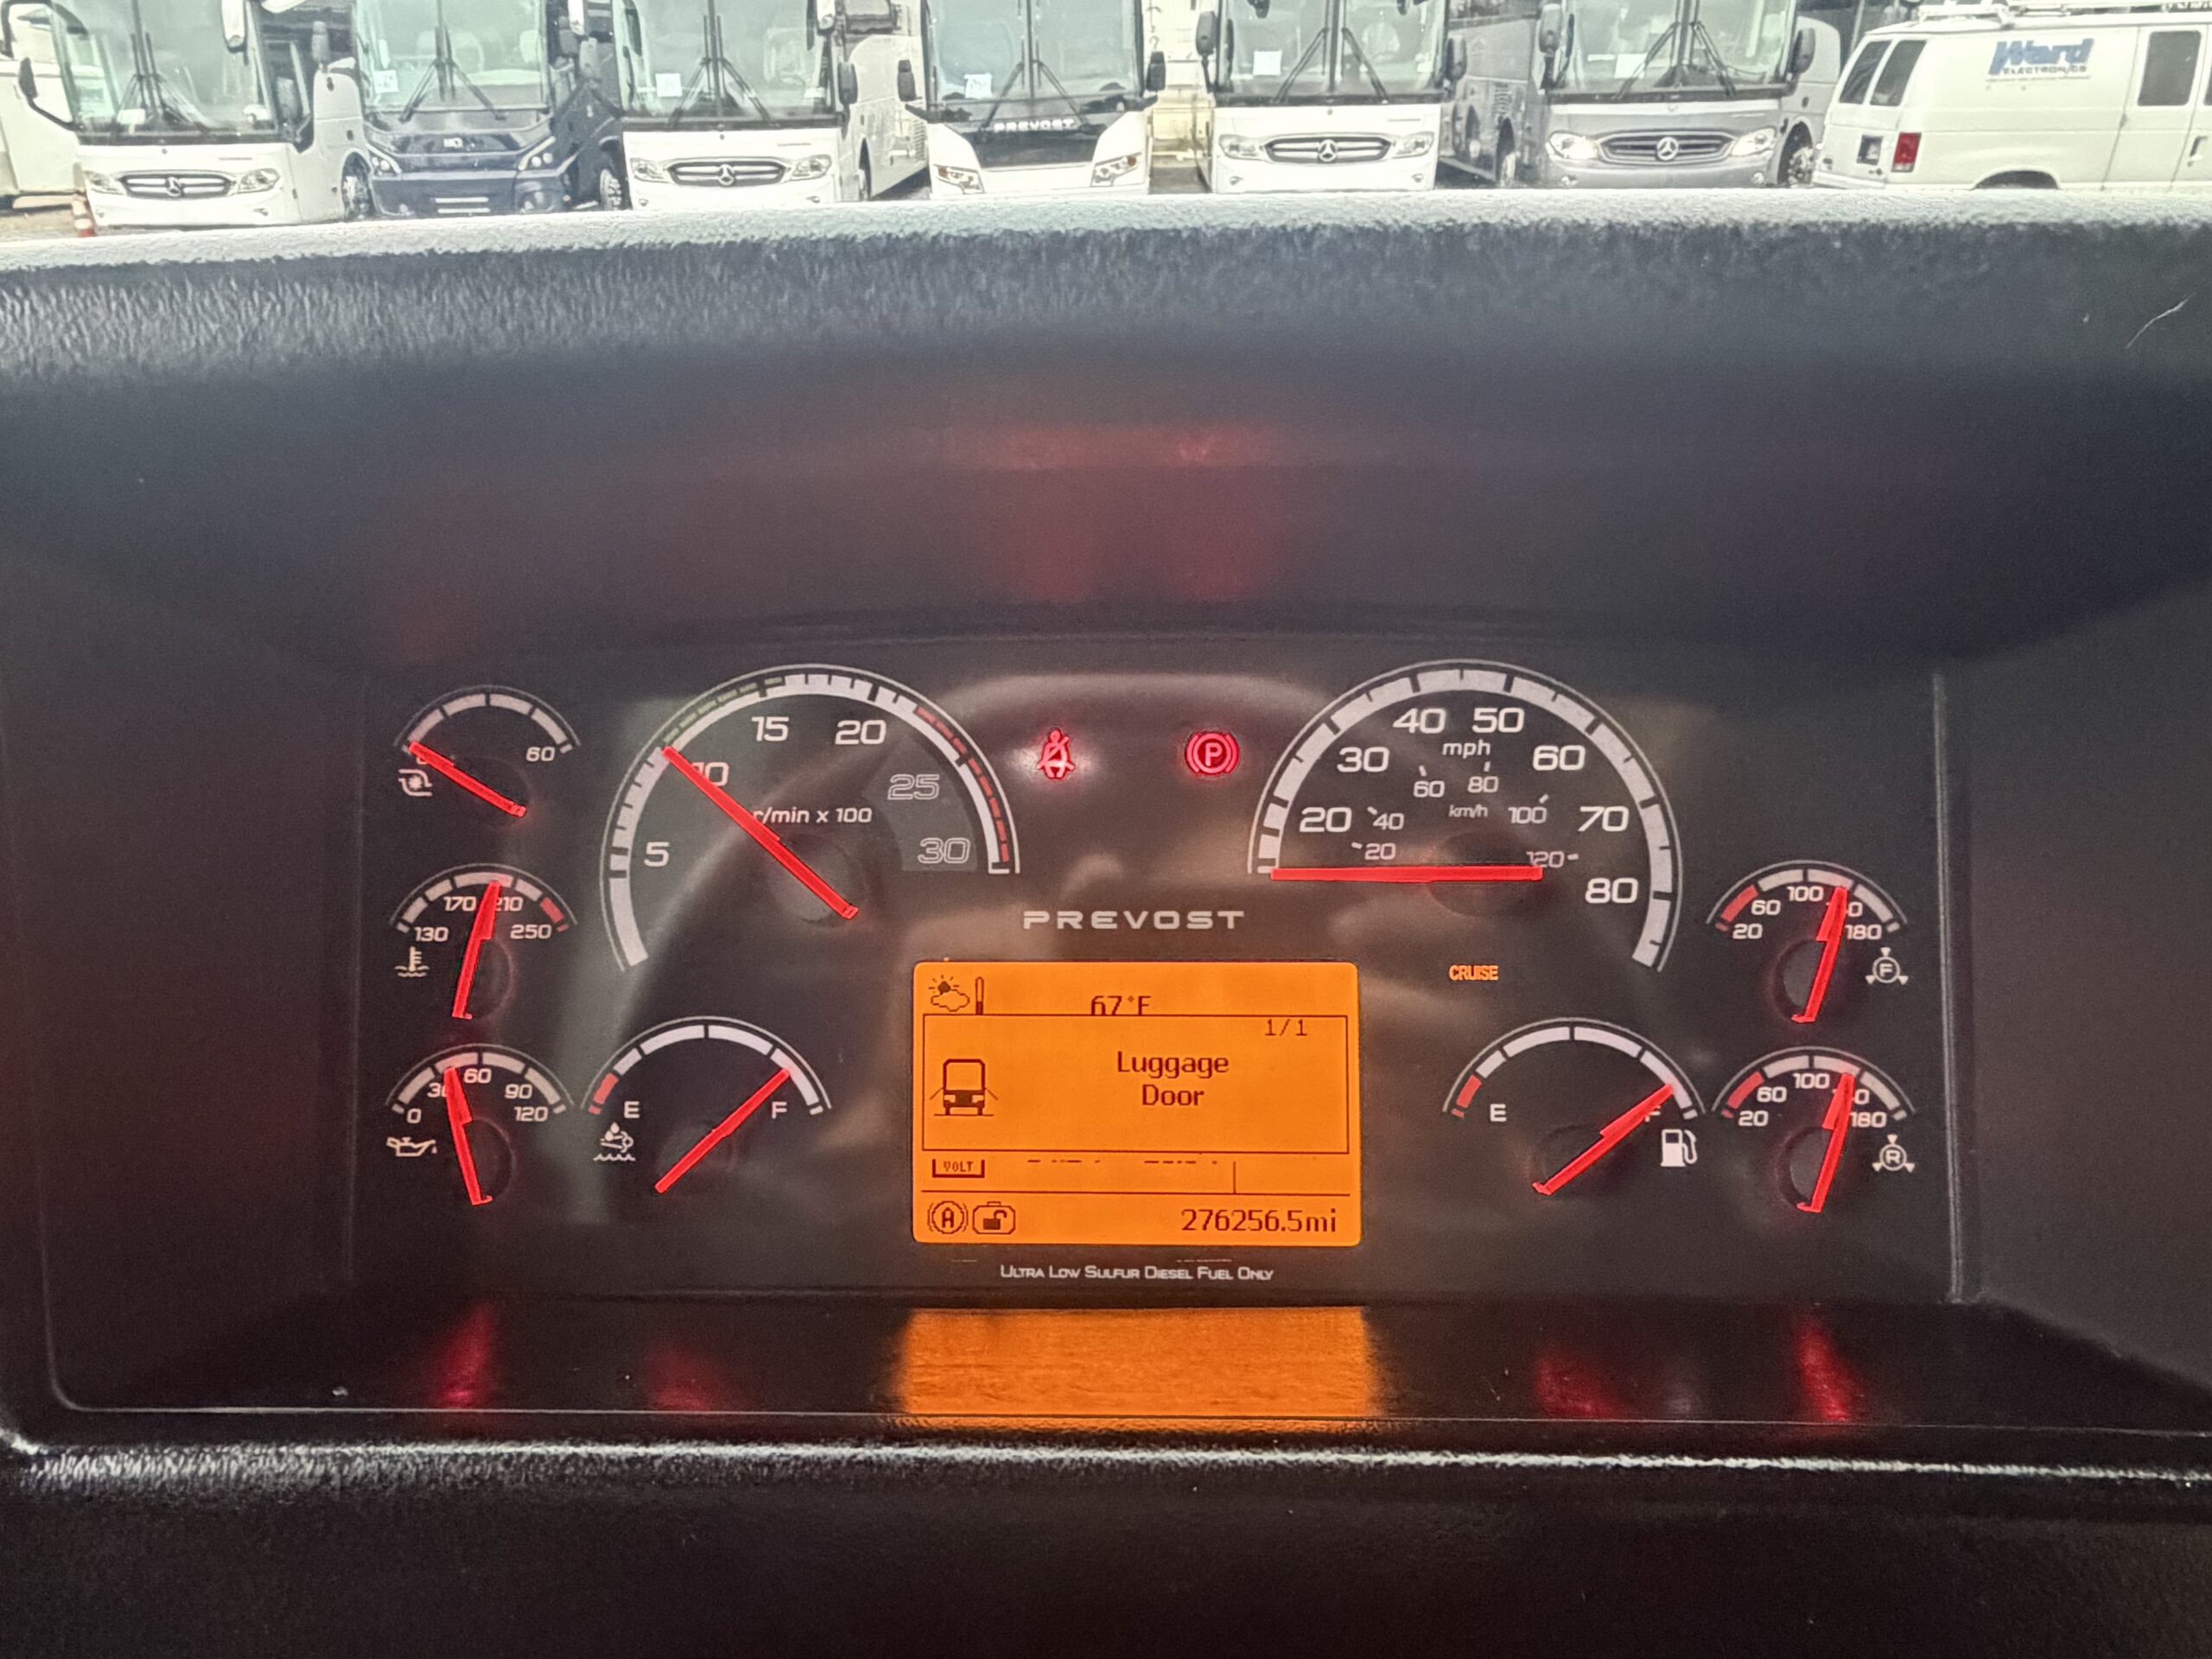 PREVOST
Ward
ELECTRONICS
60
5
10
15
20
25
30
r/min x 100
20
30
40
50
60
70
80
mph
20
40
60
80
100
120
km/h
P
PREVOST
CRUISE
130
170
210
250
0
30
60
90
120
E
F
E
F
20
60
100
180
F
20
60
100
180
R
67°F
1/1
Luggage
Door
VOLT
A
276256.5mi
ULTRA LOW SULFUR DIESEL FUEL ONLY